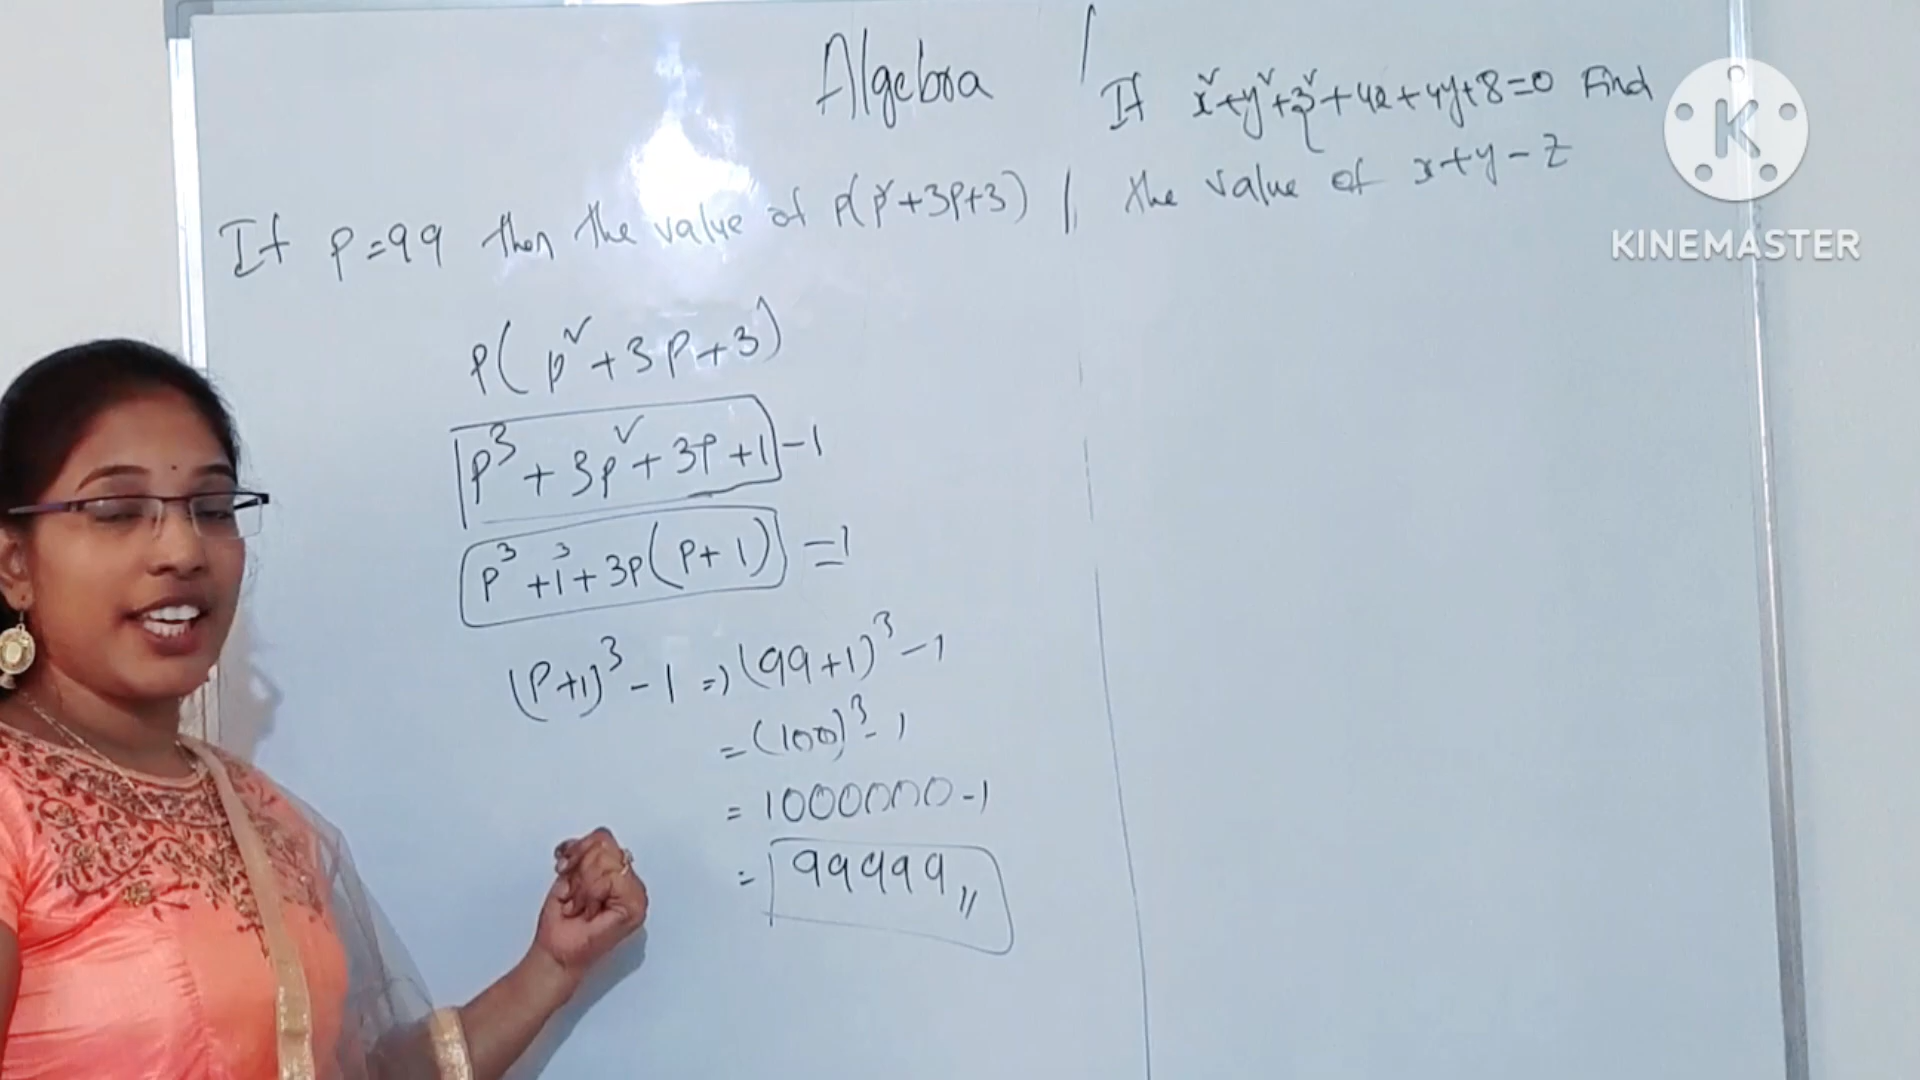 Algebra
If p=99 then the value of p(p²+3p+3)
p(p²+3p+3)
p³+3p²+3p+1-1
p³+1³+3p(p+1)=1
(P+1)³-1=)(99+1)³-1
=(100)³-1
=1000000-1
=99999,,
If x²+y²+z²+4x+4y+8=0 Find
the value of x+y-z
K
KINEMASTER